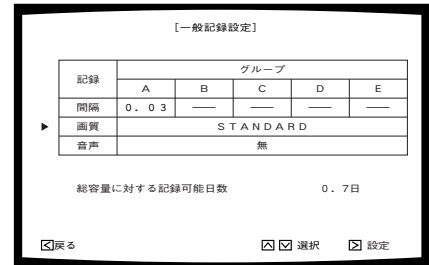 [一般記録設定]
記録 グループ
A B C D E
間隔 0.03 —— —— —— ——
▶ 画質 STANDARD
音声 無
総容量に対する記録可能日数 0.7日
戻る 選択 設定